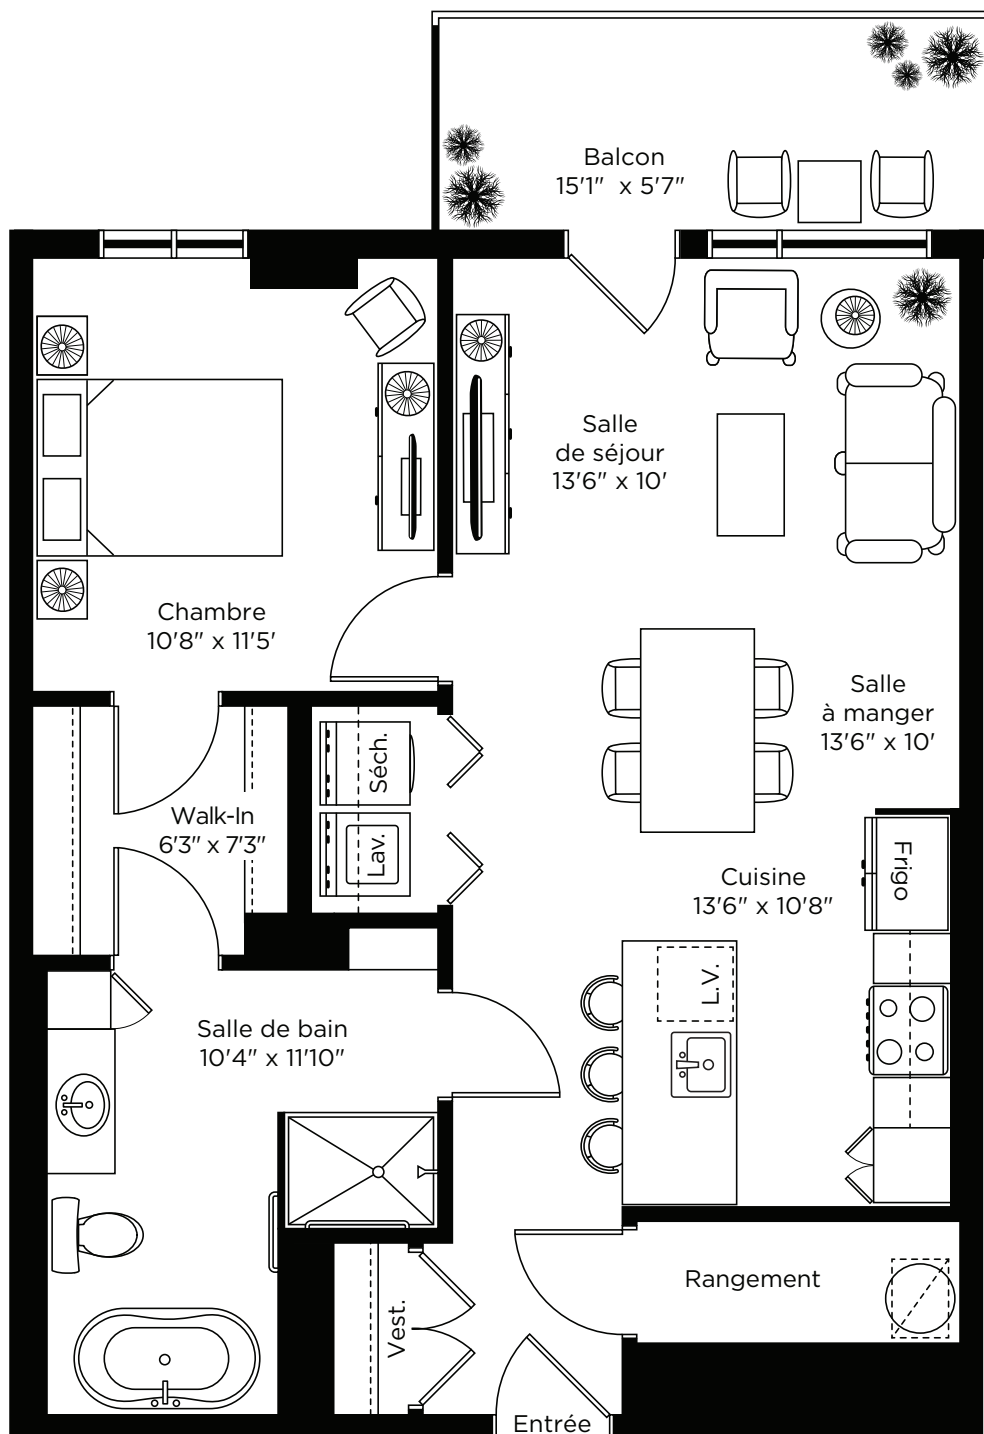 Balcon
15'1"  x 5'7"
Salle
de séjour
13'6" x 10'
Chambre
10'8" x 11'5'
Salle
à manger
13'6" x 10'
Séch.
Walk-In
6'3" x 7'3"
Lav.
Frigo
Cuisine
13'6" x 10'8"
L.V.
Salle de bain
10'4" x 11'10"
Rangement
Vest.
Entrée